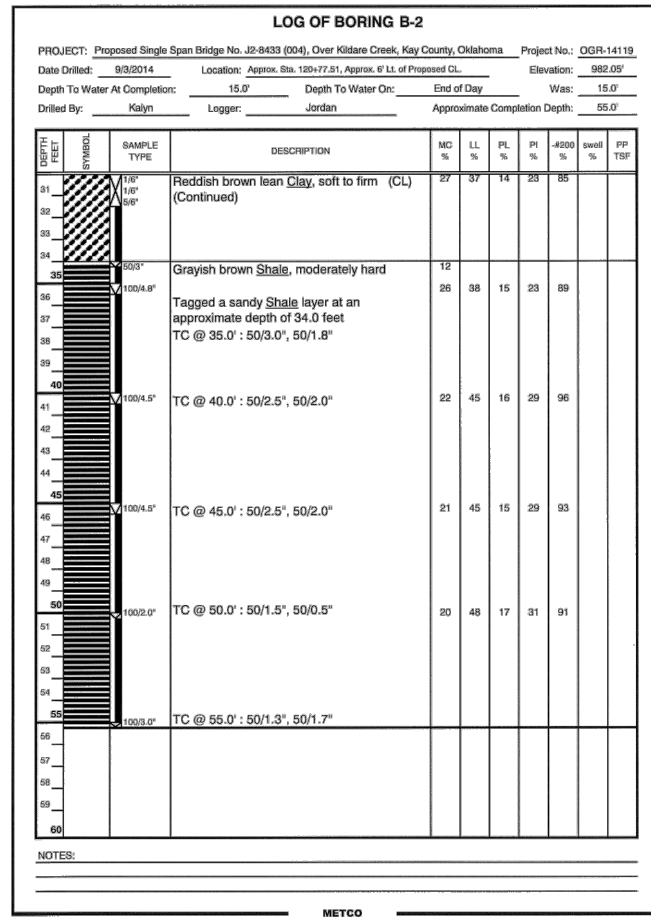 LOG OF BORING B-2
PROJECT: Proposed Single Span Bridge No. J2-8433 (004), Over Kildare Creek, Kay County, Oklahoma Project No.: OGR-14119
Date Drilled: 9/3/2014 Location: Approx. Sta. 120+77.51, Approx. 6' Lt. of Proposed CL. Elevation: 982.05'
Depth To Water At Completion: 15.0' Depth To Water On: End of Day Was: 15.0'
Drilled By: Kalyn Logger: Jordan Approximate Completion Depth: 55.0'
DEPTH FEET SYMBOL SAMPLE TYPE DESCRIPTION MC % LL % PL % PI % -#200 % swell % PP TSF
1/6" Reddish brown lean Clay, soft to firm (CL) 27 37 14 23 85
31 1/6"
5/6" (Continued)
32
33
34
35 50/3" Grayish brown Shale, moderately hard 12
36 100/4.8" 26 38 15 23 89
Tagged a sandy Shale layer at an
37 approximate depth of 34.0 feet
38 TC @ 35.0' : 50/3.0", 50/1.8"
39
40
41 100/4.5" TC @ 40.0' : 50/2.5", 50/2.0" 22 45 16 29 96
42
43
44
45
46 100/4.5" TC @ 45.0' : 50/2.5", 50/2.0" 21 45 15 29 93
47
48
49
50 100/2.0" TC @ 50.0' : 50/1.5", 50/0.5" 20 48 17 31 91
51
52
53
54
55 100/3.0" TC @ 55.0' : 50/1.3", 50/1.7"
56
57
58
59
60
NOTES:
METCO